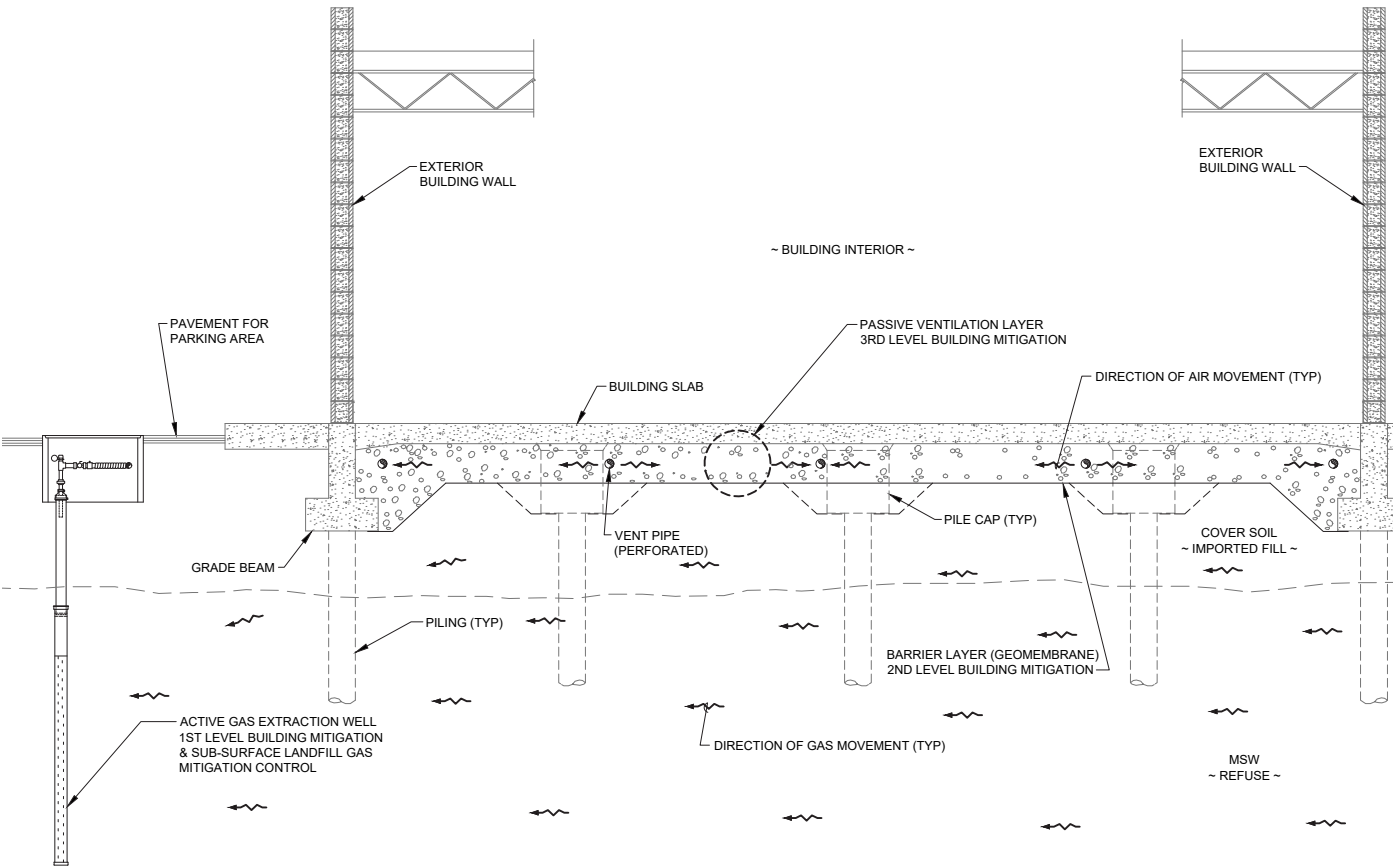 EXTERIOR
BUILDING WALL
EXTERIOR
BUILDING WALL
~ BUILDING INTERIOR ~
PAVEMENT FOR
PARKING AREA
PASSIVE VENTILATION LAYER
3RD LEVEL BUILDING MITIGATION
DIRECTION OF AIR MOVEMENT (TYP)
BUILDING SLAB
PILE CAP (TYP)
VENT PIPE
(PERFORATED)
COVER SOIL
~ IMPORTED FILL ~
GRADE BEAM
PILING (TYP)
BARRIER LAYER (GEOMEMBRANE)
2ND LEVEL BUILDING MITIGATION
ACTIVE GAS EXTRACTION WELL
1ST LEVEL BUILDING MITIGATION
& SUB-SURFACE LANDFILL GAS
MITIGATION CONTROL
DIRECTION OF GAS MOVEMENT (TYP)
MSW
~ REFUSE ~